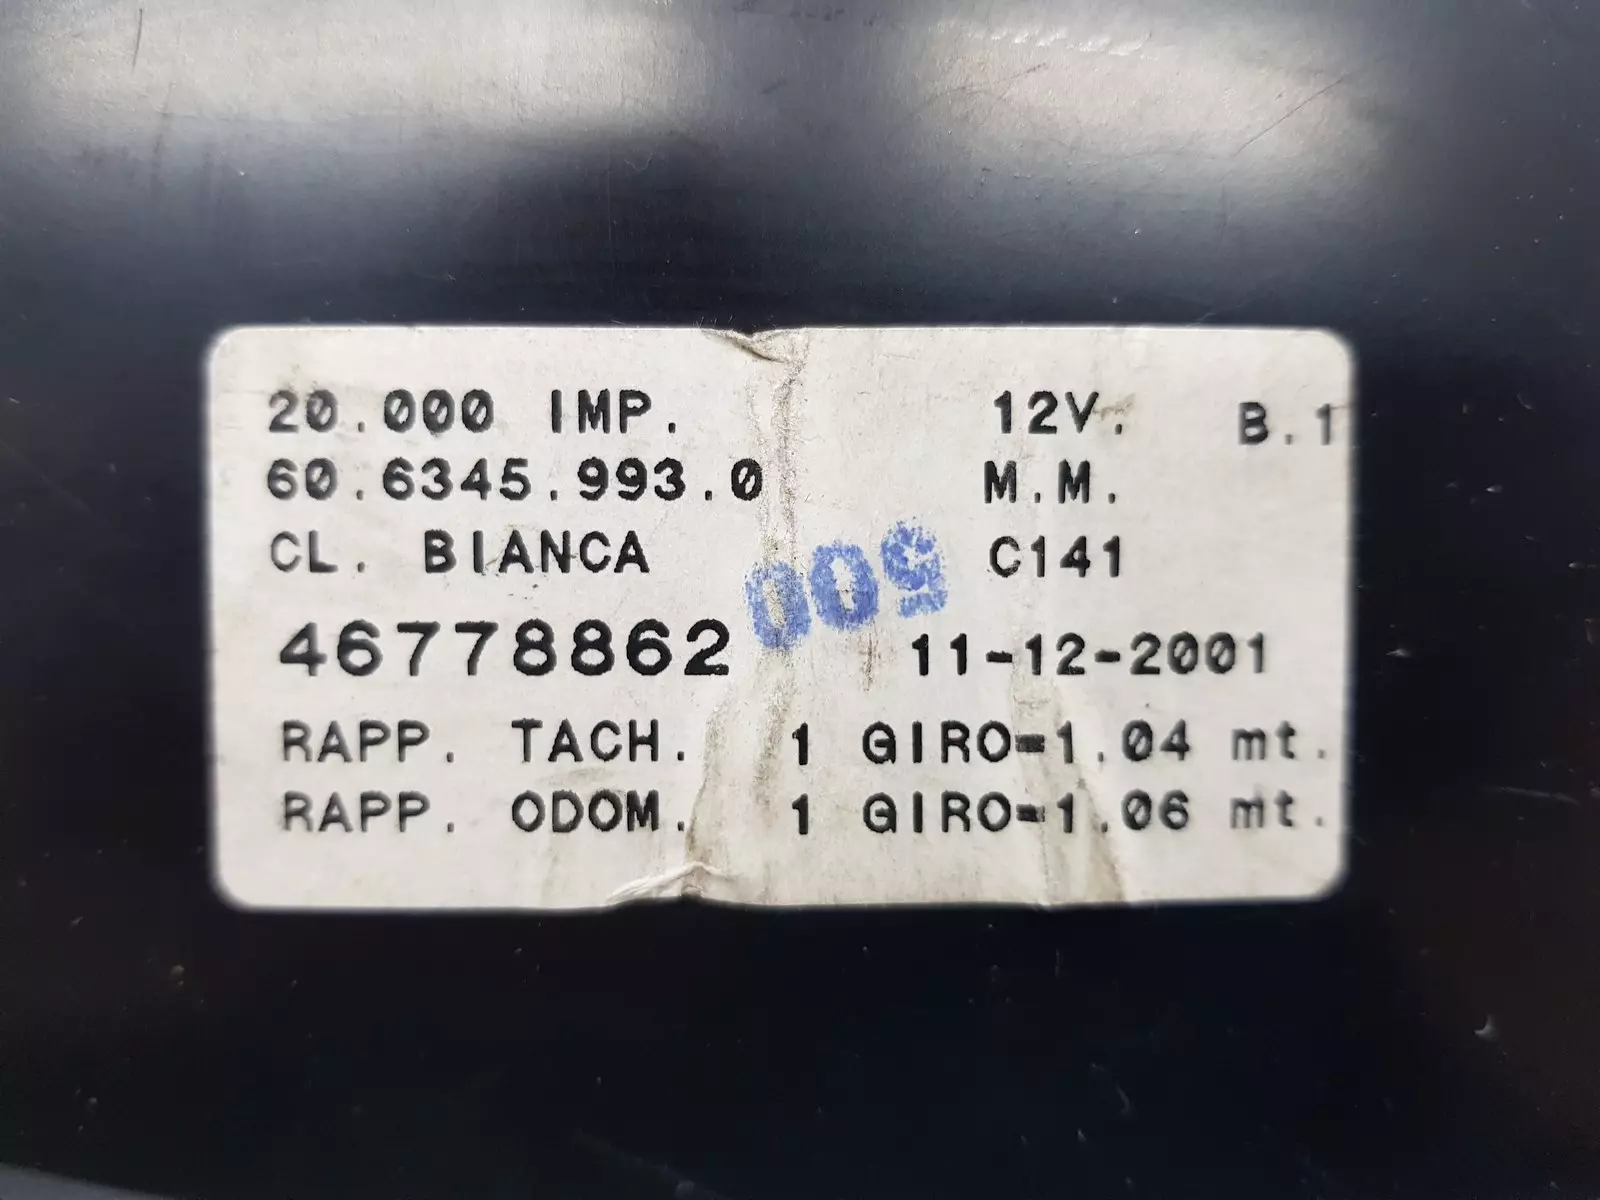 20.000 IMP. 12V. B.1
60.6345.993.0 M.M.
CL. BIANCA C141
500
46778862 11-12-2001
RAPP. TACH. 1 GIRO=1.04 mt.
RAPP. ODOM. 1 GIRO=1.06 mt.